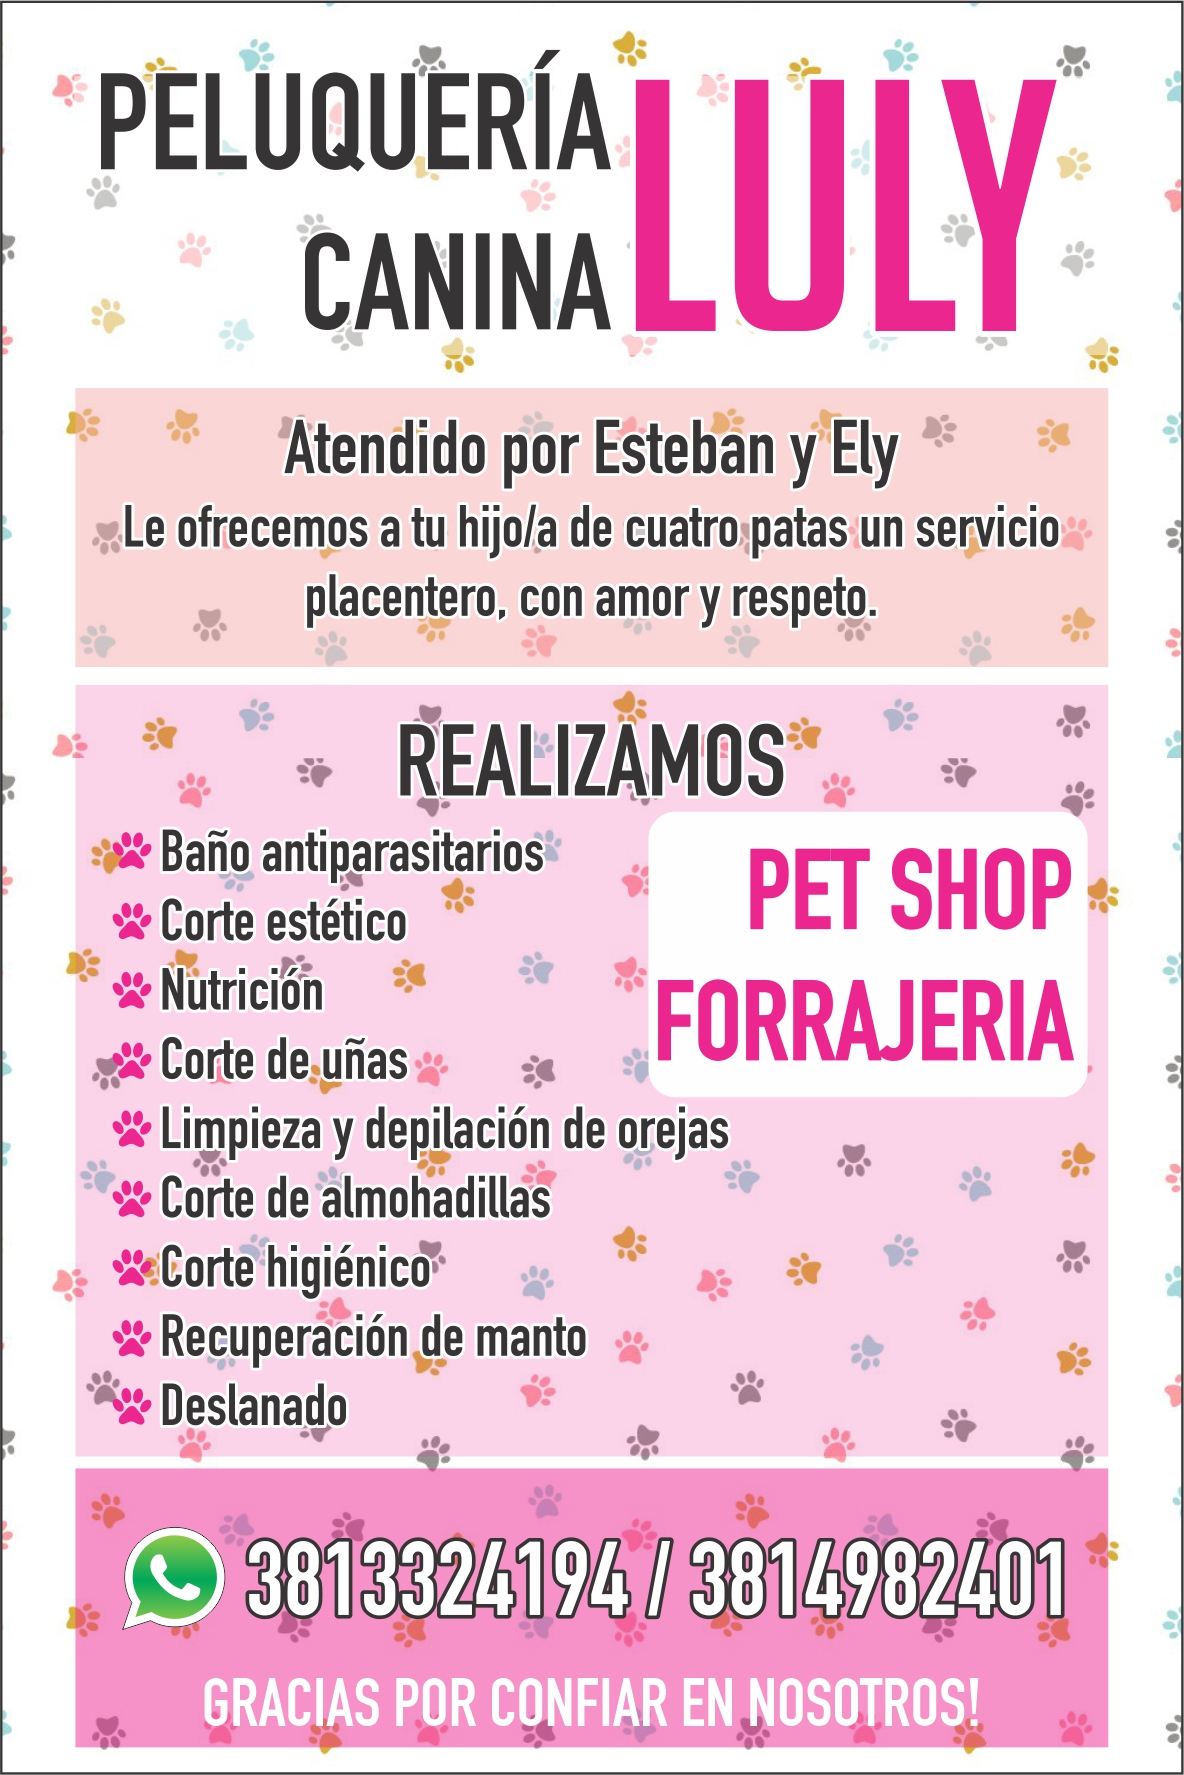 PELUQUERÍA
CANINA
LULY
Atendido por Esteban y Ely
Le ofrecemos a tu hijo/a de cuatro patas un servicio
placentero, con amor y respeto.
REALIZAMOS
Baño antiparasitarios
Corte estético
Nutrición
Corte de uñas
Limpieza y depilación de orejas
Corte de almohadillas
Corte higiénico
Recuperación de manto
Deslanado
PET SHOP
FORRAJERIA
3813324194 / 3814982401
GRACIAS POR CONFIAR EN NOSOTROS!